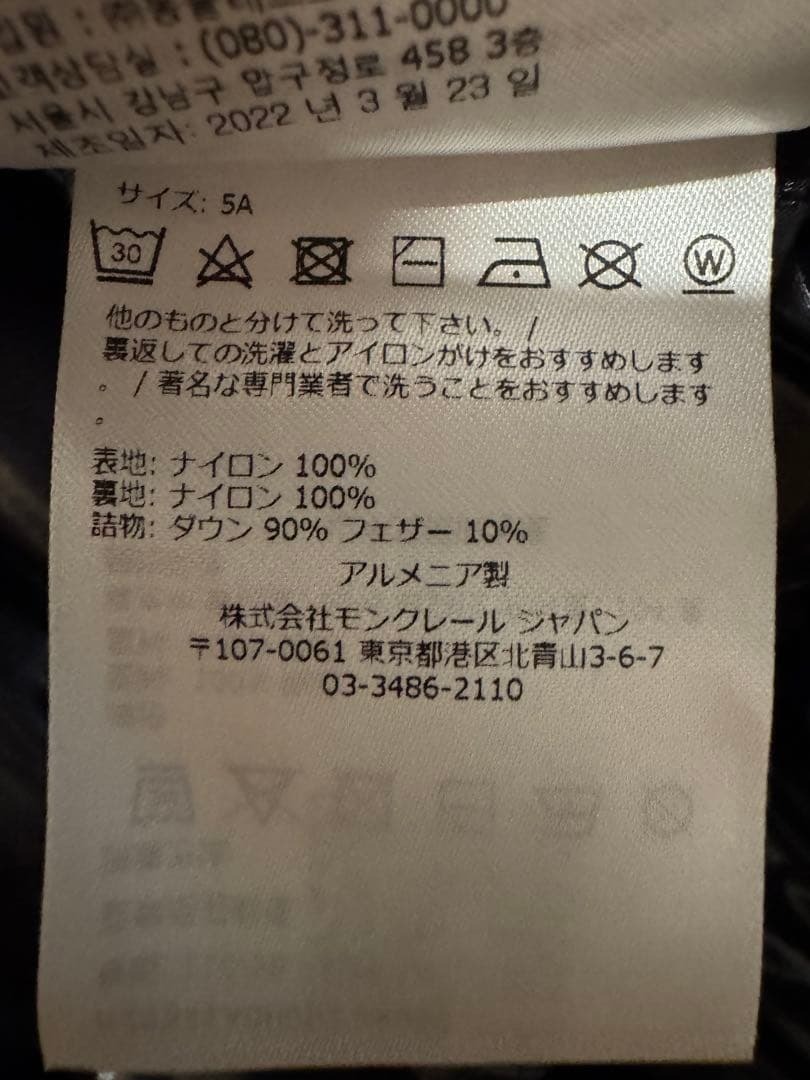 (080)-311-0000
고객상담실 :
서울시 강남구 압구정로 458 3층
제조일자: 2022 년 3 월 23 일
サイズ: 5A
30
W
他のものと分けて洗って下さい。 /
裏返しての洗濯とアイロンがけをおすすめします
。 / 著名な専門業者で洗うことをおすすめします
。
表地: ナイロン 100%
裏地: ナイロン 100%
詰物: ダウン 90% フェザー 10%
アルメニア製
株式会社モンクレール ジャパン
〒107-0061 東京都港区北青山3-6-7
03-3486-2110